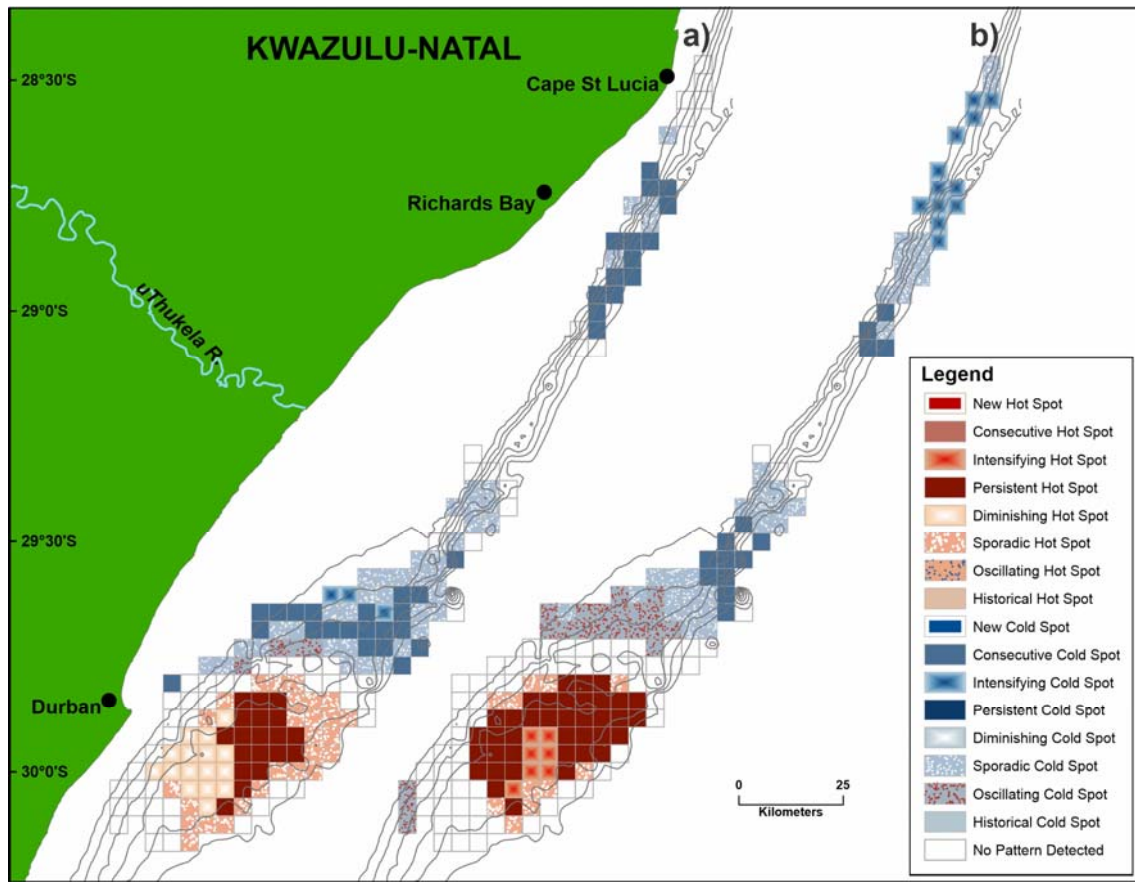 KWAZULU-NATAL
a)
b)
28°30'S
Cape St Lucia
Richards Bay
29°0'S
uThukela R.
29°30'S
Durban
30°0'S
0 25
Kilometers
Legend
New Hot Spot
Consecutive Hot Spot
Intensifying Hot Spot
Persistent Hot Spot
Diminishing Hot Spot
Sporadic Hot Spot
Oscillating Hot Spot
Historical Hot Spot
New Cold Spot
Consecutive Cold Spot
Intensifying Cold Spot
Persistent Cold Spot
Diminishing Cold Spot
Sporadic Cold Spot
Oscillating Cold Spot
Historical Cold Spot
No Pattern Detected